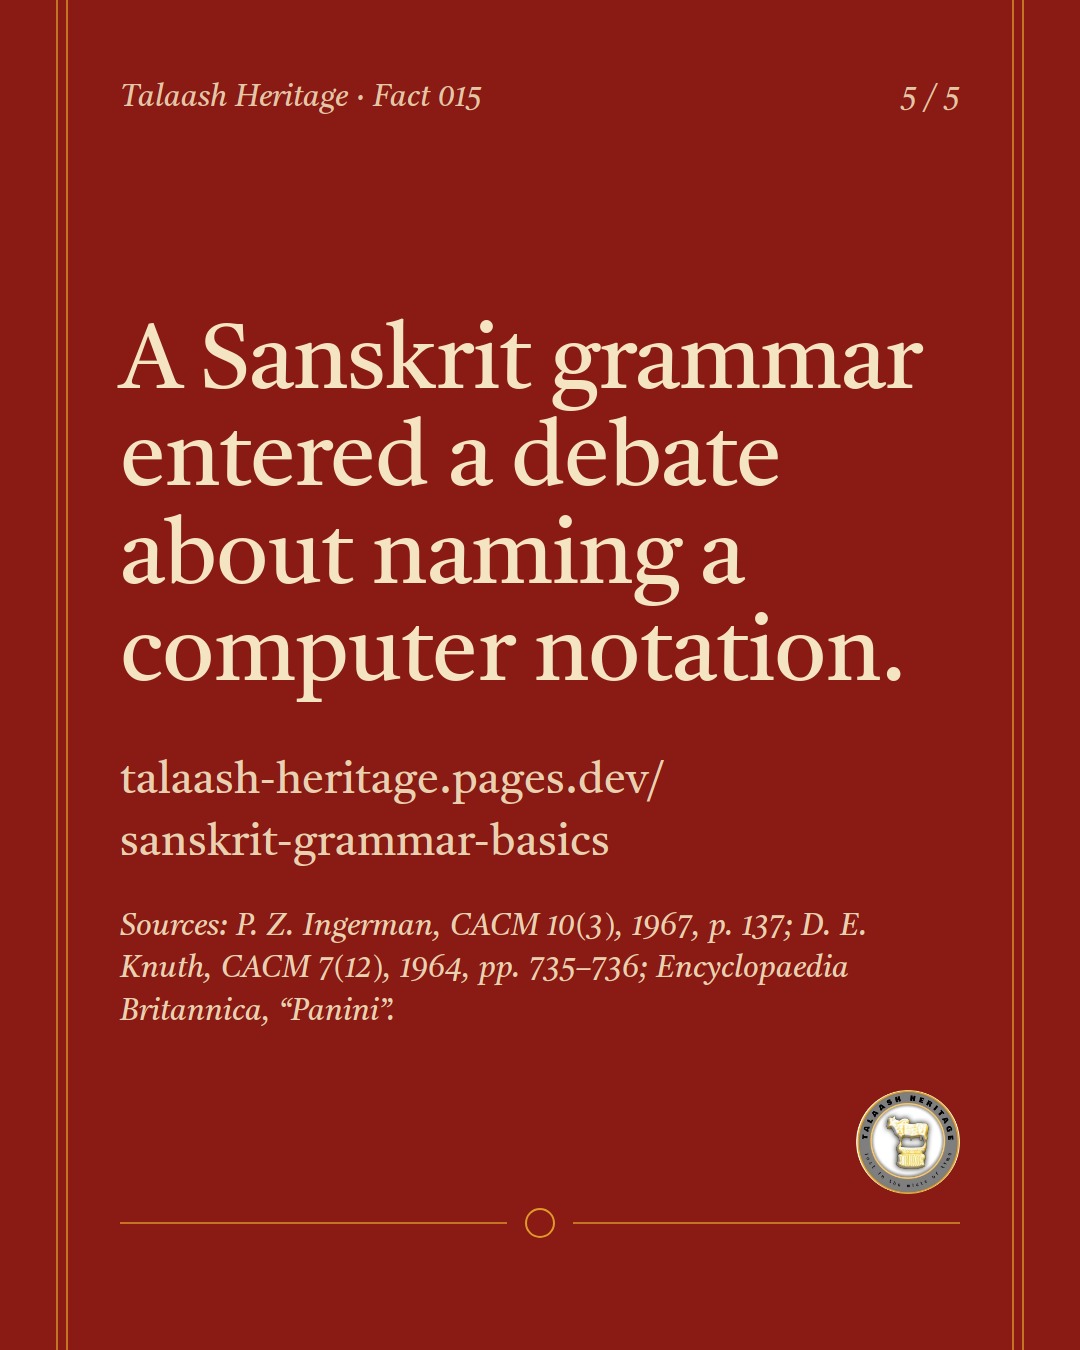 Talaash Heritage · Fact 015
5 / 5
A Sanskrit grammar
entered a debate
about naming a
computer notation.
talaash-heritage.pages.dev/
sanskrit-grammar-basics
Sources: P. Z. Ingerman, CACM 10(3), 1967, p. 137; D. E.
Knuth, CACM 7(12), 1964, pp. 735–736; Encyclopaedia
Britannica, “Panini”.
TALAASH HERITAGE